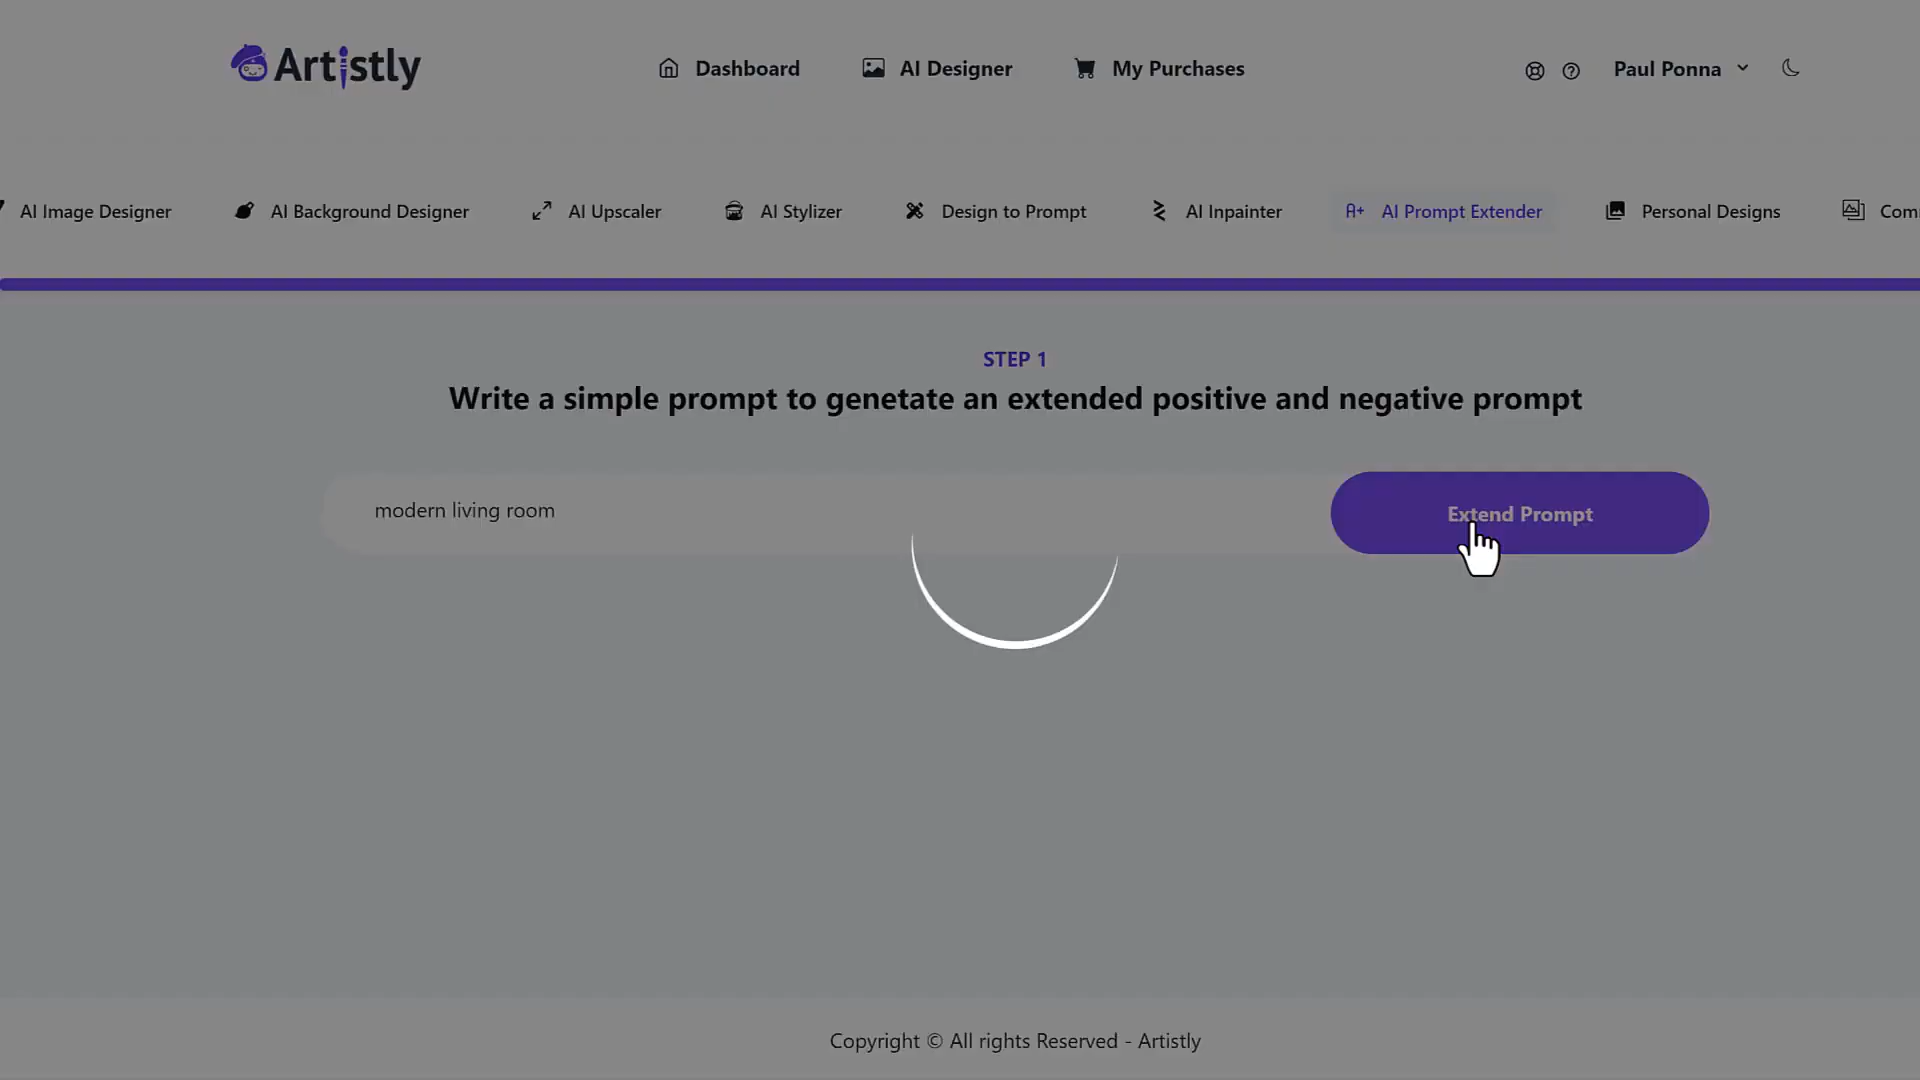 Artistly
Dashboard
AI Designer
My Purchases
Paul Ponna
AI Image Designer
AI Background Designer
AI Upscaler
AI Stylizer
Design to Prompt
AI Inpainter
A+ AI Prompt Extender
Personal Designs
STEP 1
Write a simple prompt to genetate an extended positive and negative prompt
modern living room
Extend Prompt
Copyright © All rights Reserved - Artistly